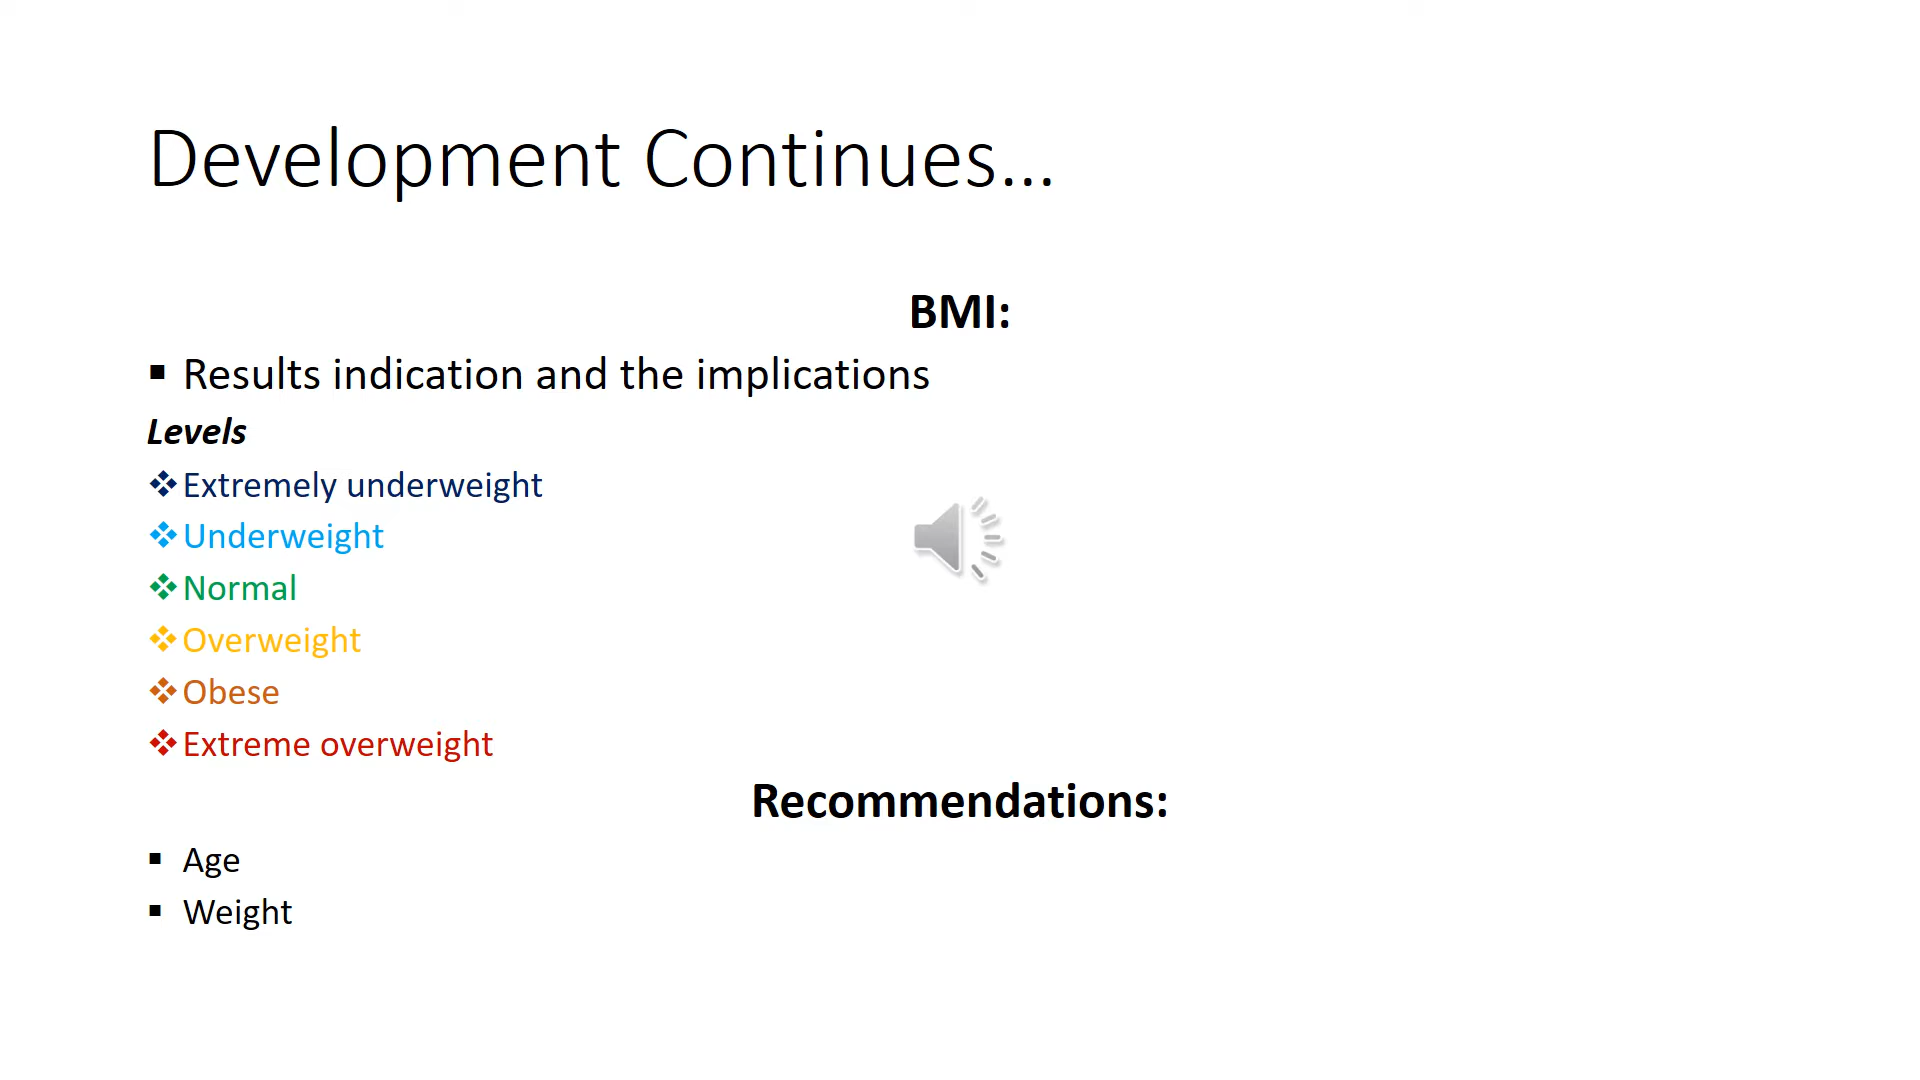 Development Continues...
BMI:
▪ Results indication and the implications
Levels
❖Extremely underweight
❖Underweight
❖Normal
❖Overweight
❖Obese
❖Extreme overweight
Recommendations:
▪ Age
▪ Weight